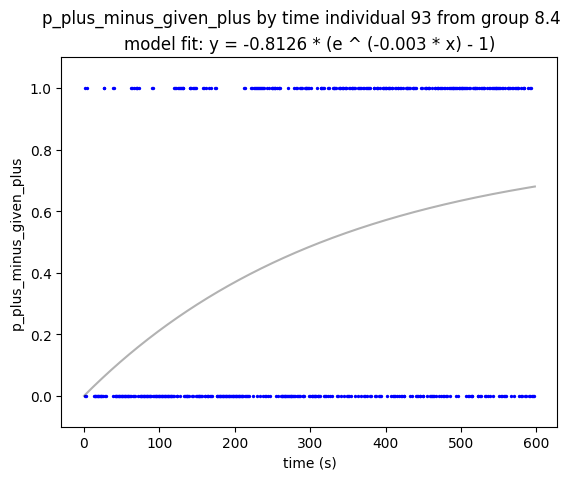 p_plus_minus_given_plus by time individual 93 from group 8.4
model fit: y = -0.8126 * (e ^ (-0.003 * x) - 1)
p_plus_minus_given_plus
1.0
0.8
0.6
0.4
0.2
0.0
0 100 200 300 400 500 600
time (s)